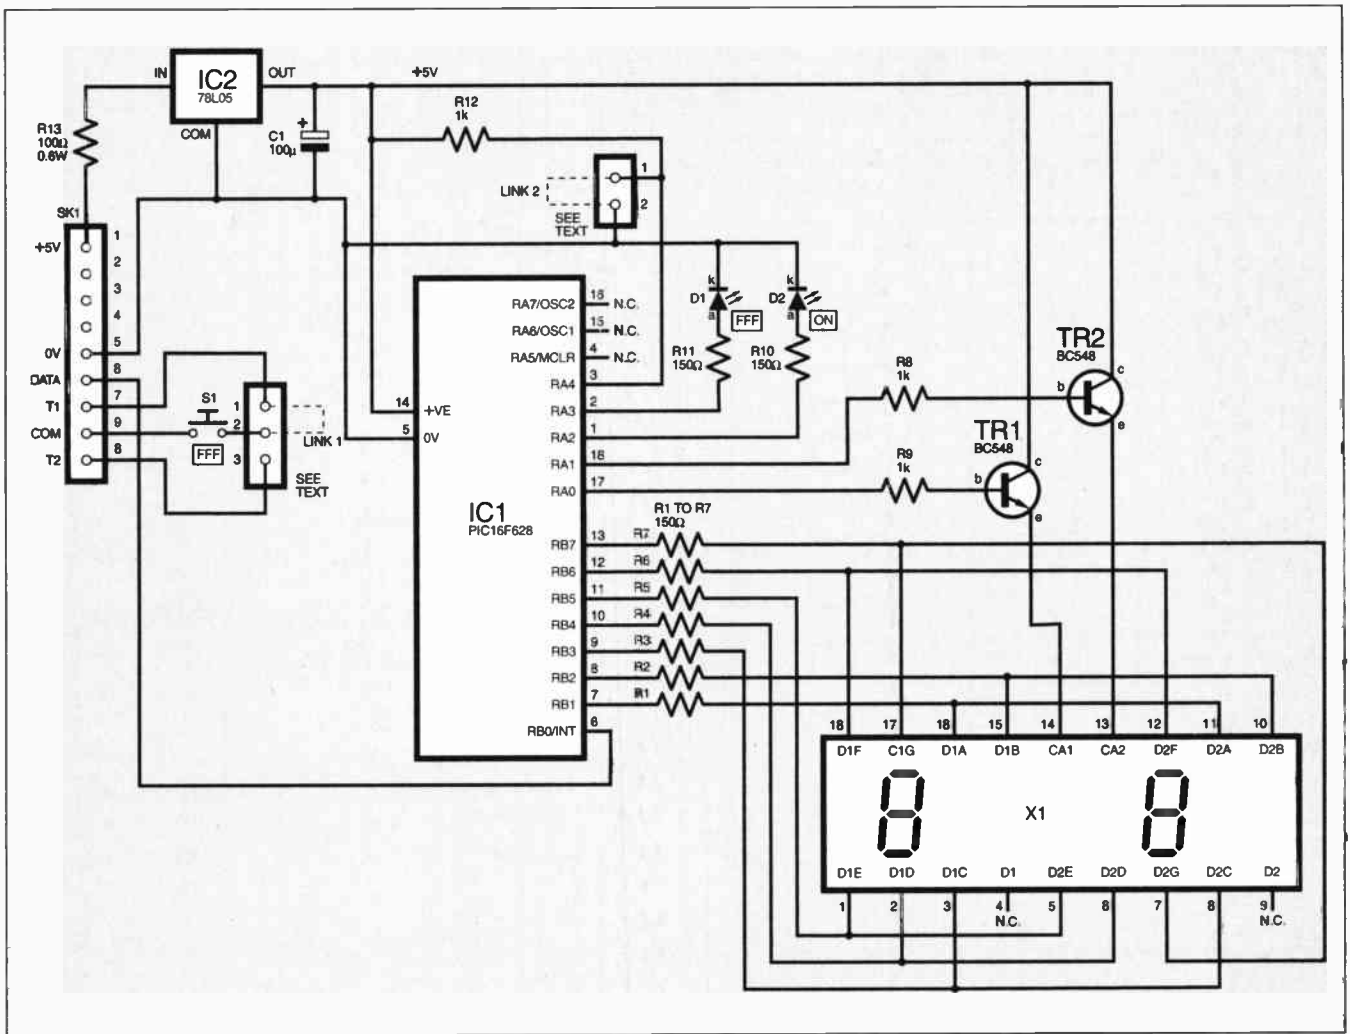 IN
IC2
78L05
OUT
COM
+5V
R13
100Ω
0.6W
C1
100µ
+
R12
1k
LINK 2
1
2
SEE
TEXT
SK1
+5V
0V
DATA
T1
COM
T2
1
2
3
4
5
6
7
9
8
S1
FFF
1
2
3
LINK 1
SEE
TEXT
14
+VE
5
0V
IC1
PIC16F628
RA7/OSC2 16 N.C.
RA6/OSC1 15 N.C.
RA5/MCLR 4 N.C.
RA4 3
RA3 2
RA2 1
RA1 18
RA0 17
RB7 13
RB6 12
RB5 11
RB4 10
RB3 9
RB2 8
RB1 7
RB0/INT 6
k
D1
a
FFF
R11
150Ω
k
D2
a
ON
R10
150Ω
R8
1k
R9
1k
TR2
BC548
b
c
e
TR1
BC548
b
c
e
R1 TO R7
150Ω
R7
R6
R5
R4
R3
R2
R1
18 17 18 15 14 13 12 11 10
D1F C1G D1A D1B CA1 CA2 D2F D2A D2B
X1
D1E D1D D1C D1 D2E D2D D2G D2C D2
1 2 3 4 5 6 7 8 9
N.C. N.C.